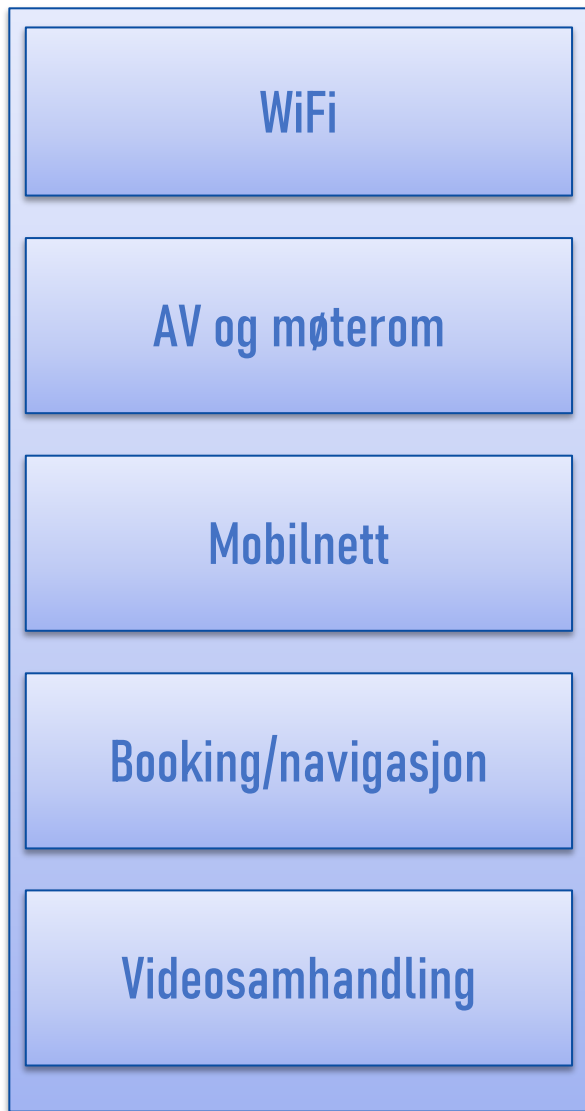 WiFi
AV og møterom
Mobilnett
Booking/navigasjon
Videosamhandling